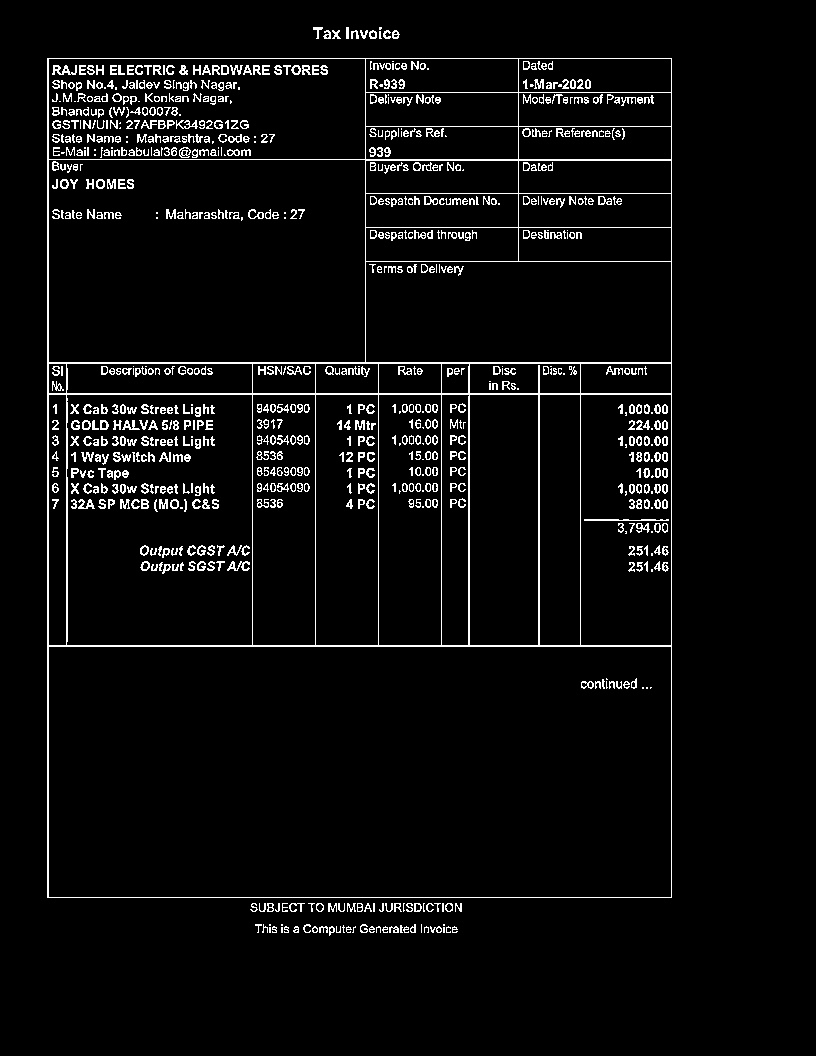 Tax Invoice
RAJESH ELECTRIC & HARDWARE STORES
Shop No.4, Jaidev Singh Nagar,
J.M.Road Opp. Konkan Nagar,
Bhandup (W)-400078.
GSTIN/UIN: 27AFBPK3492G1ZG
State Name : Maharashtra, Code : 27
E-Mail : jainbabulal36@gmail.com
Invoice No. Dated
R-939 1-Mar-2020
Delivery Note Mode/Terms of Payment
Supplier's Ref. Other Reference(s)
939
Buyer
JOY HOMES
State Name : Maharashtra, Code : 27
Buyer's Order No. Dated
Despatch Document No. Delivery Note Date
Despatched through Destination
Terms of Delivery
Sl No. Description of Goods HSN/SAC Quantity Rate per Disc in Rs. Disc. % Amount
1 X Cab 30w Street Light 94054090 1 PC 1,000.00 PC 1,000.00
2 GOLD HALVA 5/8 PIPE 3917 14 Mtr 16.00 Mtr 224.00
3 X Cab 30w Street Light 94054090 1 PC 1,000.00 PC 1,000.00
4 1 Way Switch Alme 8536 12 PC 15.00 PC 180.00
5 Pvc Tape 85469090 1 PC 10.00 PC 10.00
6 X Cab 30w Street Light 94054090 1 PC 1,000.00 PC 1,000.00
7 32A SP MCB (MO.) C&S 8536 4 PC 95.00 PC 380.00
3,794.00
Output CGST A/C 251.46
Output SGST A/C 251.46
continued ...
SUBJECT TO MUMBAI JURISDICTION
This is a Computer Generated Invoice